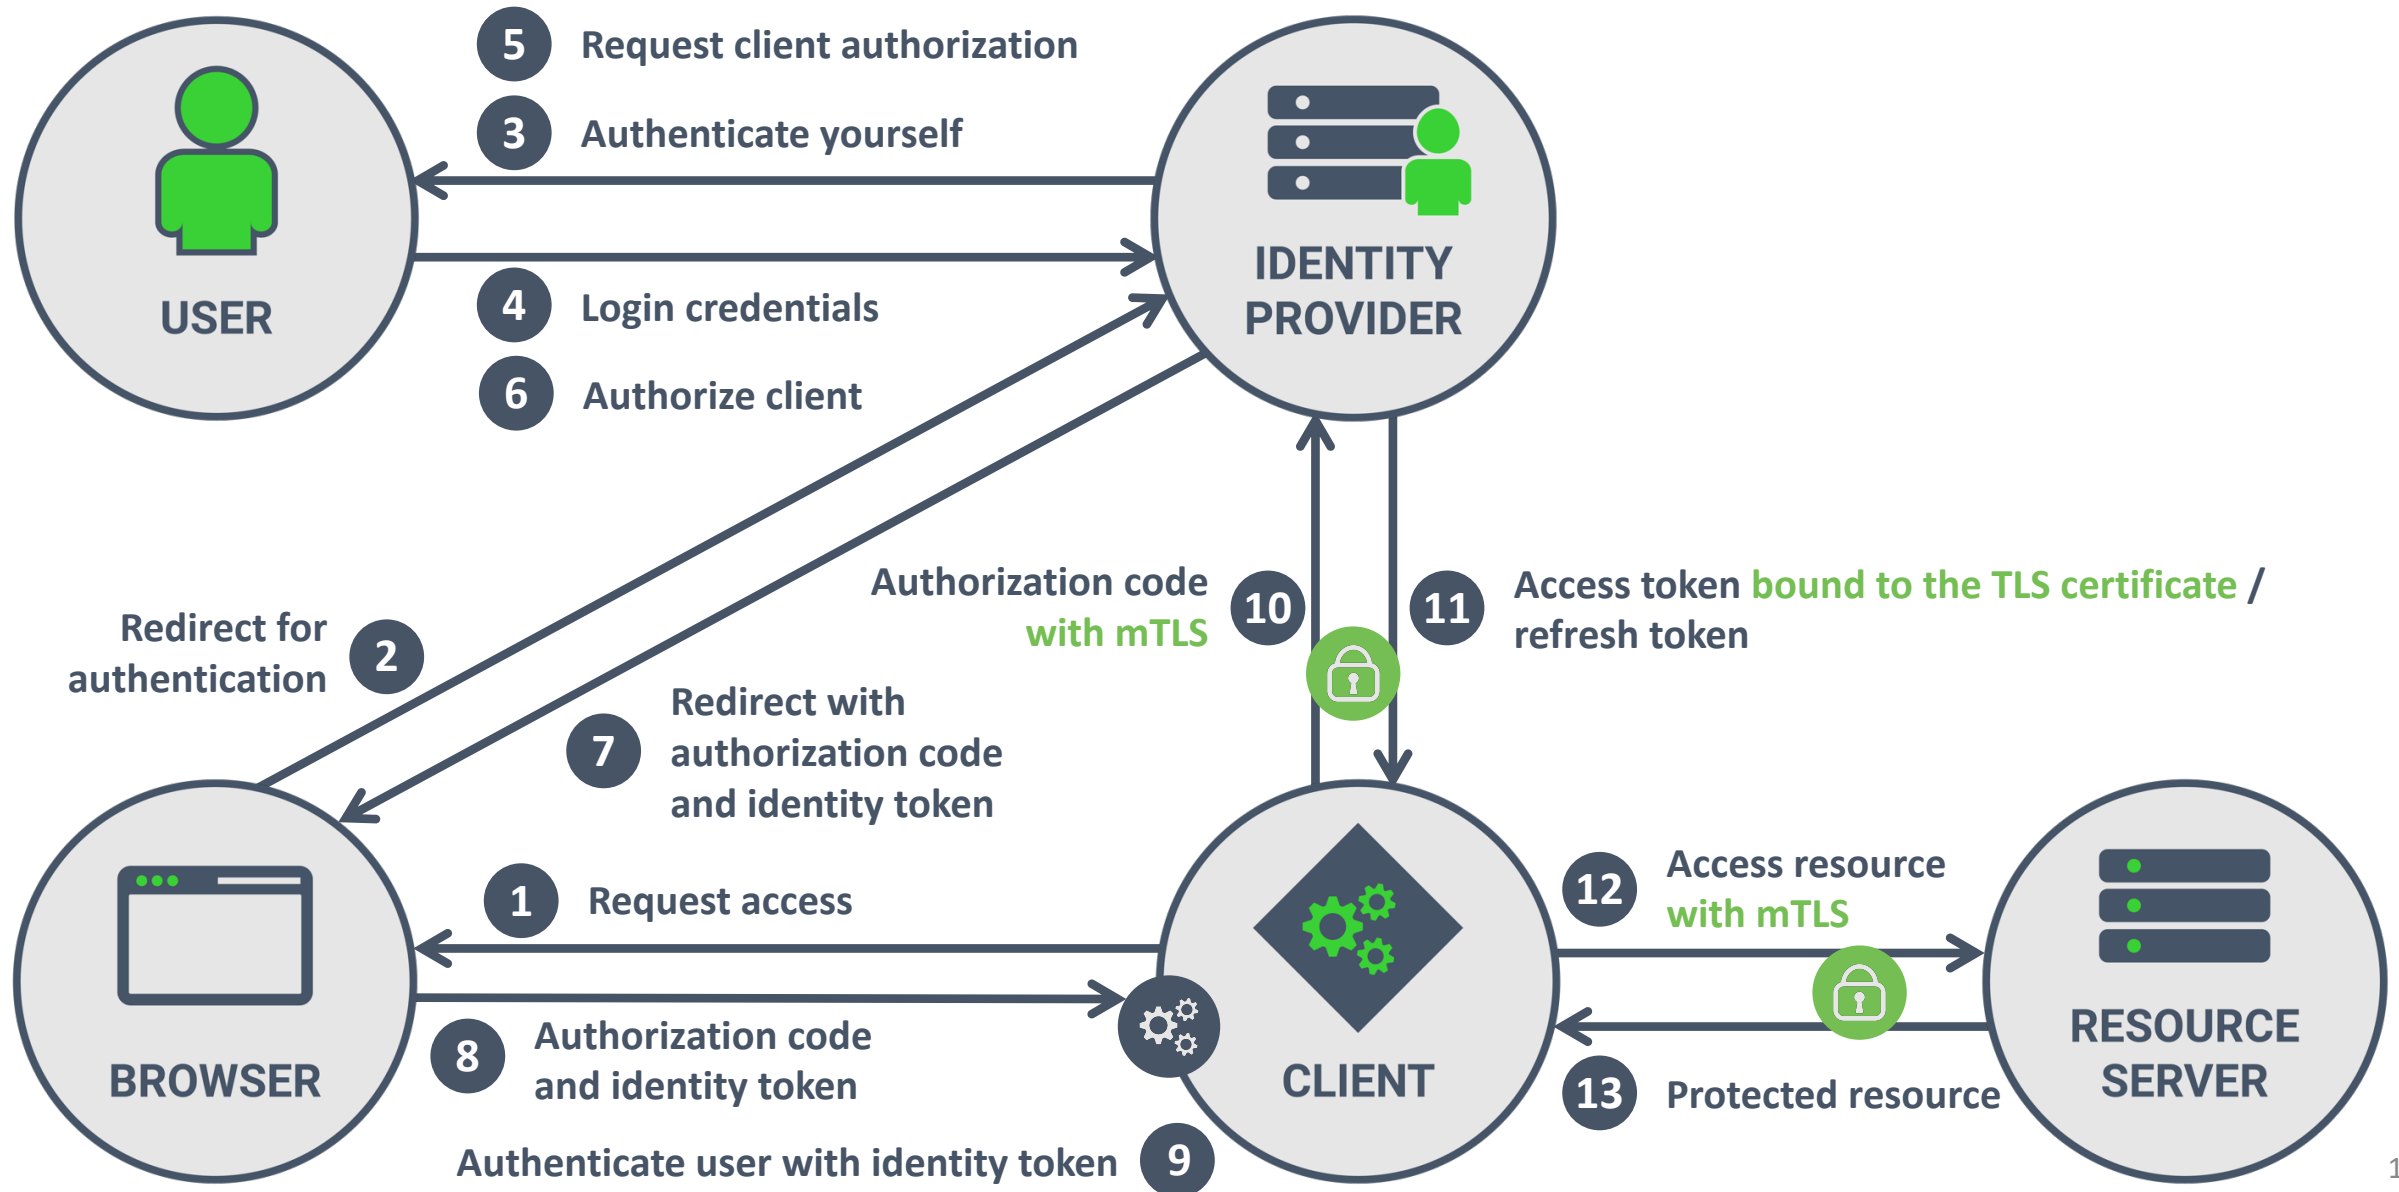 5 Request client authorization
3 Authenticate yourself
4 Login credentials
6 Authorize client
USER
IDENTITY
PROVIDER
Redirect for
authentication
2
7
Redirect with
authorization code
and identity token
Authorization code
with mTLS
10
11
Access token bound to the TLS certificate /
refresh token
1 Request access
8
Authorization code
and identity token
Authenticate user with identity token 9
BROWSER
CLIENT
12
Access resource
with mTLS
13 Protected resource
RESOURCE
SERVER
1